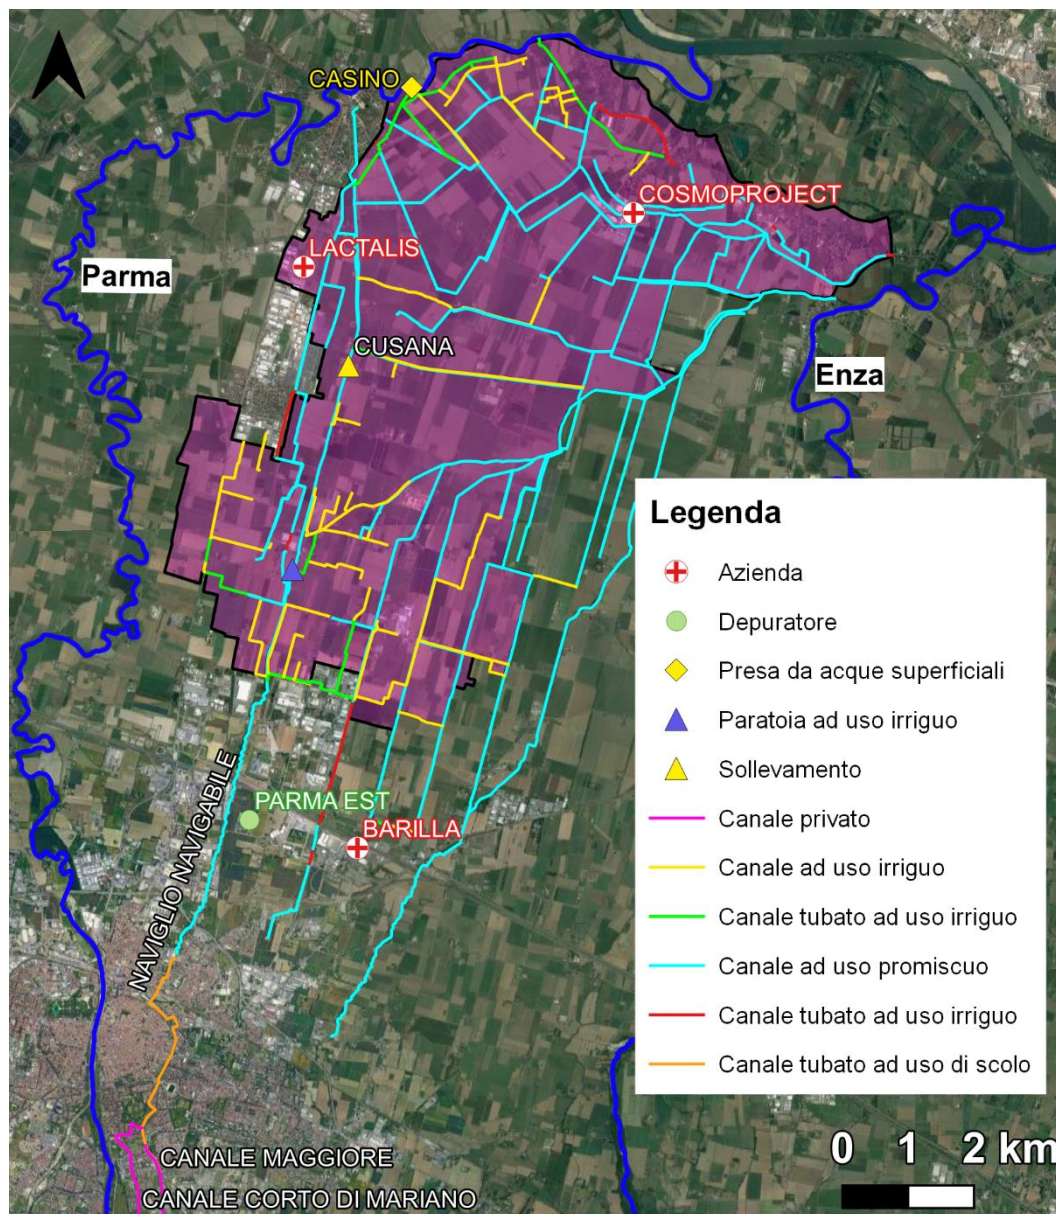 CASINO
COSMOPROJECT
LACTALIS
Parma
CUSANA
Enza
Legenda
Azienda
Depuratore
Presa da acque superficiali
Paratoia ad uso irriguo
Sollevamento
Canale privato
Canale ad uso irriguo
Canale tubato ad uso irriguo
Canale ad uso promiscuo
Canale tubato ad uso irriguo
Canale tubato ad uso di scolo
NAVIGLIO NAVIGABILE
PARMA EST
BARILLA
CANALE MAGGIORE
CANALE CORTO DI MARIANO
0 1 2 km